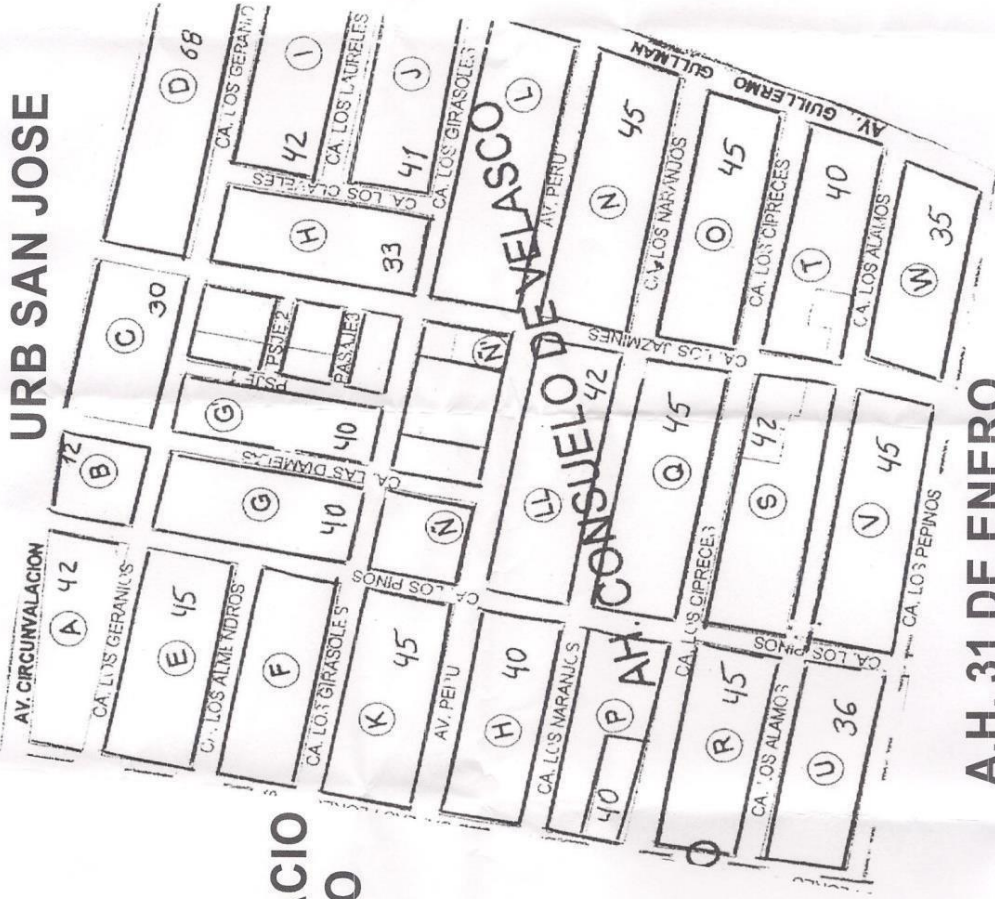 URB SAN JOSE
AV. CIRCUNVALACION
A 42
B 12
C 30
D 68
CA. LOS GERANIOS
CA. LOS GERANIO
E 45
G 40
G 40
PSJE
PSJE 2
PASAJE 3
H 33
I 42
CA. LOS LAURELES
J 41
CA. LOS CLAVELES
CA. LOS GIRASOLES
CA. LOS ALMENDROS
F
CA. LAS DIAMELAS
CA. LOS GIRASOLES
K 45
CA. LOS PINOS
Ñ
Ñ
L
AV. PERU
AV. PERU
H 40
LL 42
N 45
AV. GUILLERMO GULLMAN
CA. LOS NARANJOS
CA. LOS NARANJOS
CA. LOS JAZMINES
AH. CONSUELO DE VELASCO
P 40
Q 45
O 45
CA. LOS CIPRECES
CA. LOS CIPRECES
R 45
S 42
T 40
CA. LOS PINOS
CA. LOS ALAMOS
CA. LOS ALAMOS
U 36
V 45
W 35
CA. LOS PEPINOS
A.H. 31 DE ENERO
CIO
O